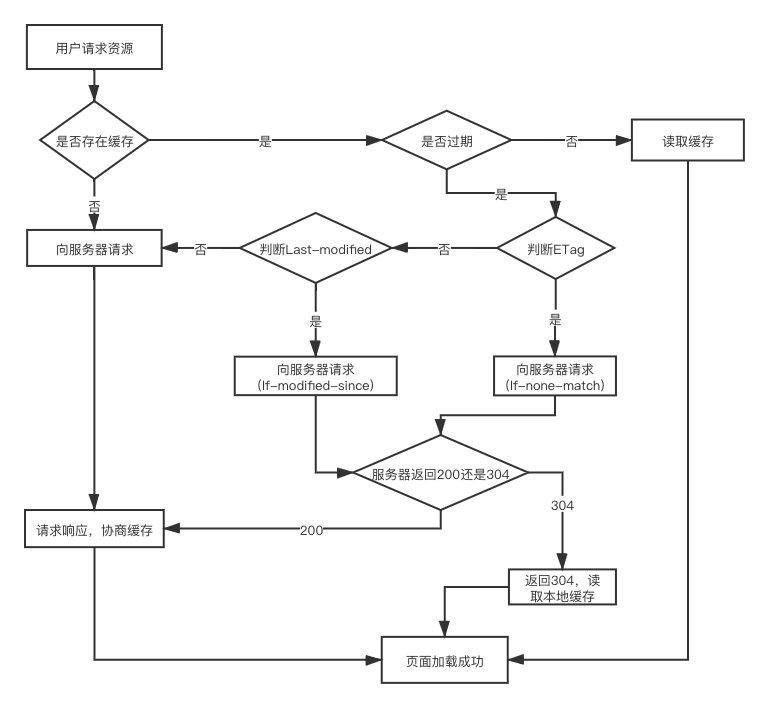 用户请求资源
是否存在缓存
是
是否过期
否
读取缓存
否
是
向服务器请求
否
判断Last-modified
否
判断ETag
是
是
向服务器请求
(If-modified-since)
向服务器请求
(If-none-match)
服务器返回200还是304
304
请求响应，协商缓存
200
返回304，读
取本地缓存
页面加载成功